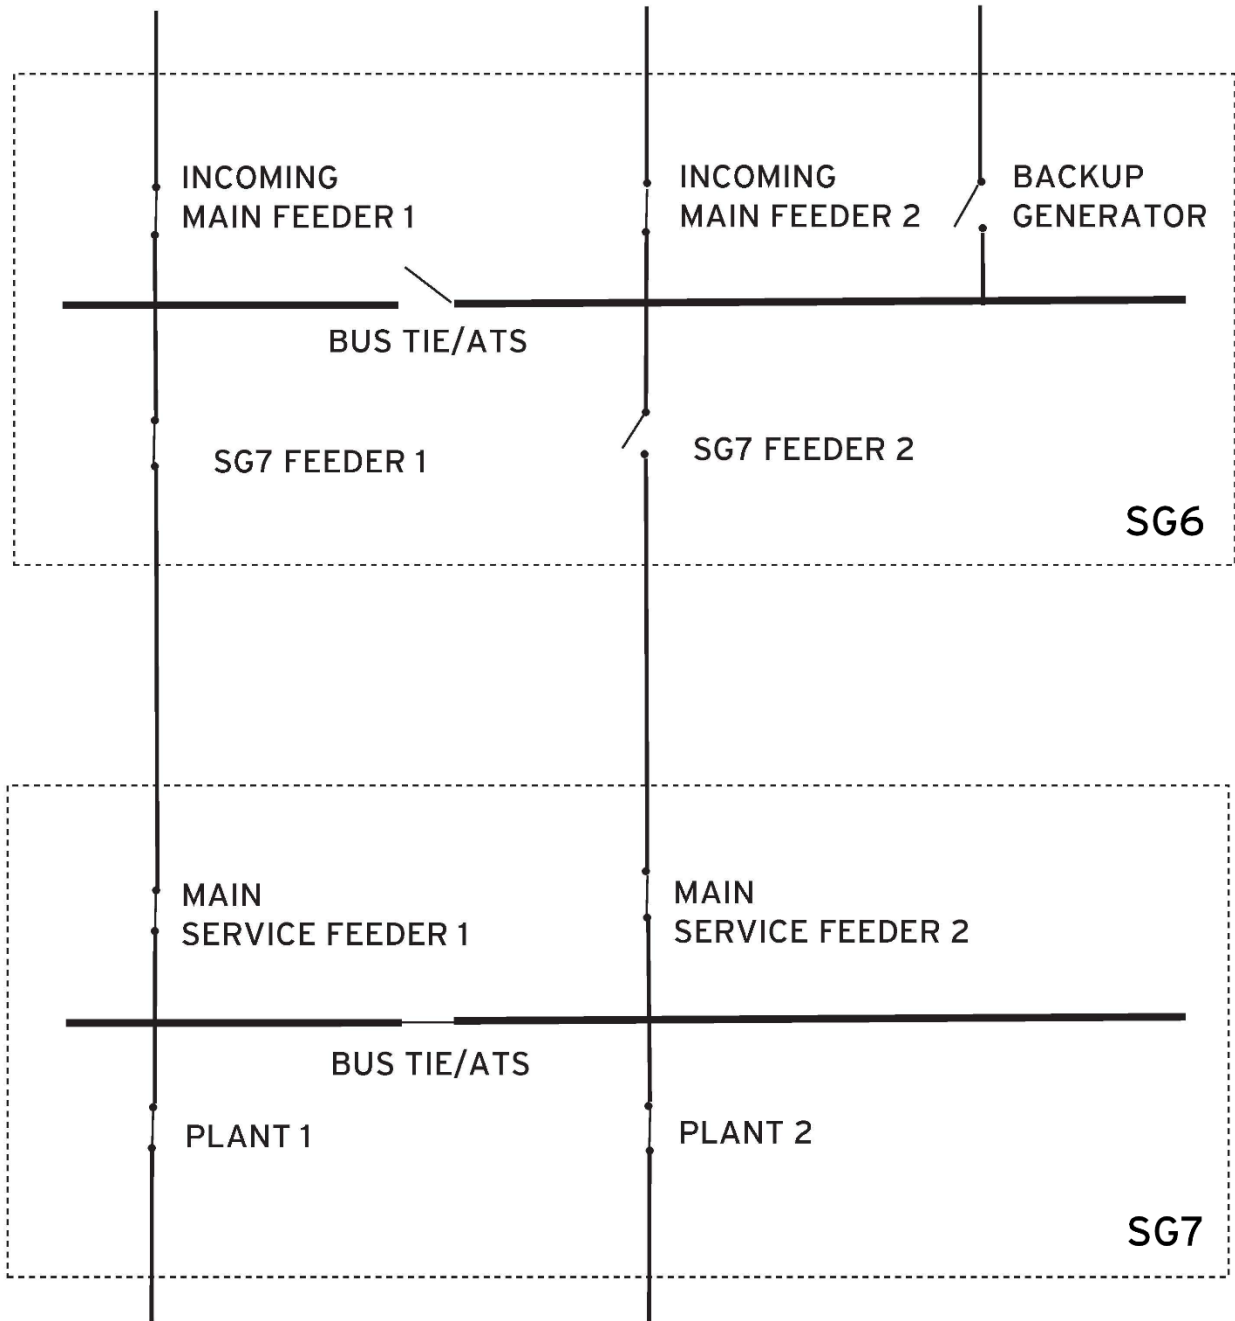 INCOMING
MAIN FEEDER 1
INCOMING
MAIN FEEDER 2
BACKUP
GENERATOR
BUS TIE/ATS
SG7 FEEDER 1
SG7 FEEDER 2
SG6
MAIN
SERVICE FEEDER 1
MAIN
SERVICE FEEDER 2
BUS TIE/ATS
PLANT 1
PLANT 2
SG7